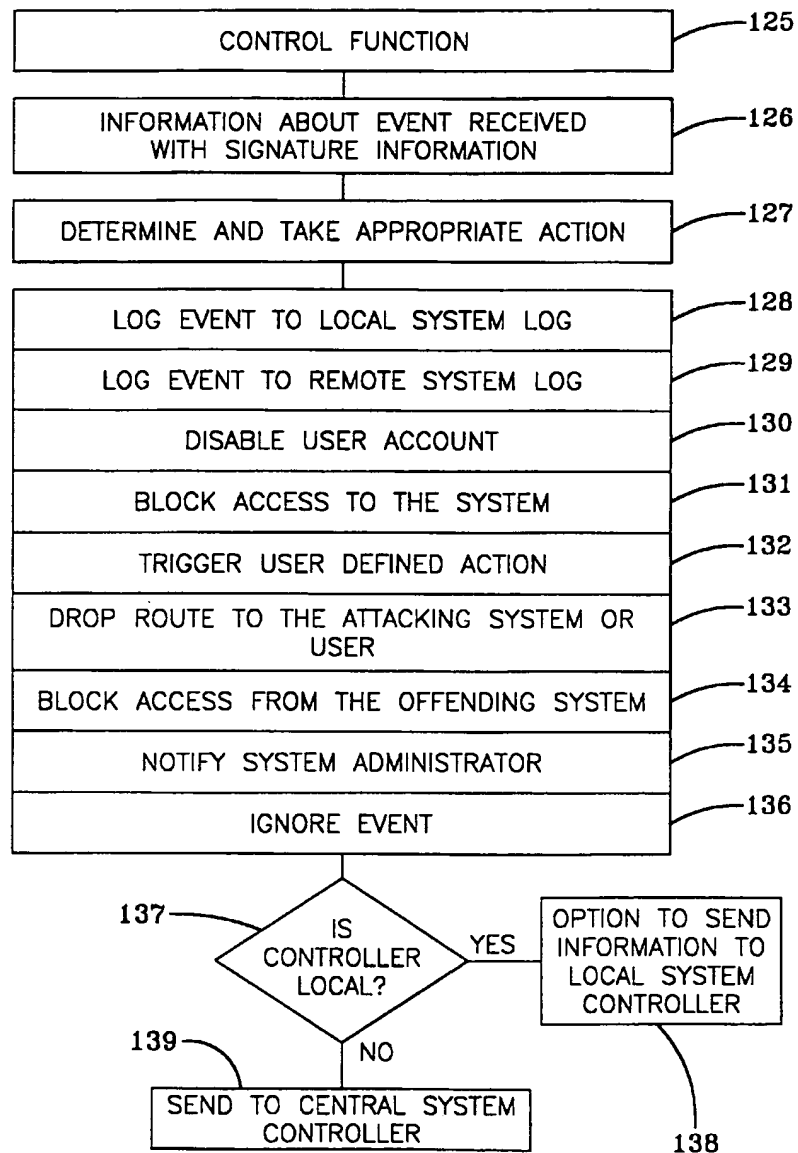 CONTROL FUNCTION
125
INFORMATION ABOUT EVENT RECEIVED
WITH SIGNATURE INFORMATION
126
DETERMINE AND TAKE APPROPRIATE ACTION
127
LOG EVENT TO LOCAL SYSTEM LOG
128
LOG EVENT TO REMOTE SYSTEM LOG
129
DISABLE USER ACCOUNT
130
BLOCK ACCESS TO THE SYSTEM
131
TRIGGER USER DEFINED ACTION
132
DROP ROUTE TO THE ATTACKING SYSTEM OR
USER
133
BLOCK ACCESS FROM THE OFFENDING SYSTEM
134
NOTIFY SYSTEM ADMINISTRATOR
135
IGNORE EVENT
136
137
IS
CONTROLLER
LOCAL?
YES
OPTION TO SEND
INFORMATION TO
LOCAL SYSTEM
CONTROLLER
138
NO
139
SEND TO CENTRAL SYSTEM
CONTROLLER